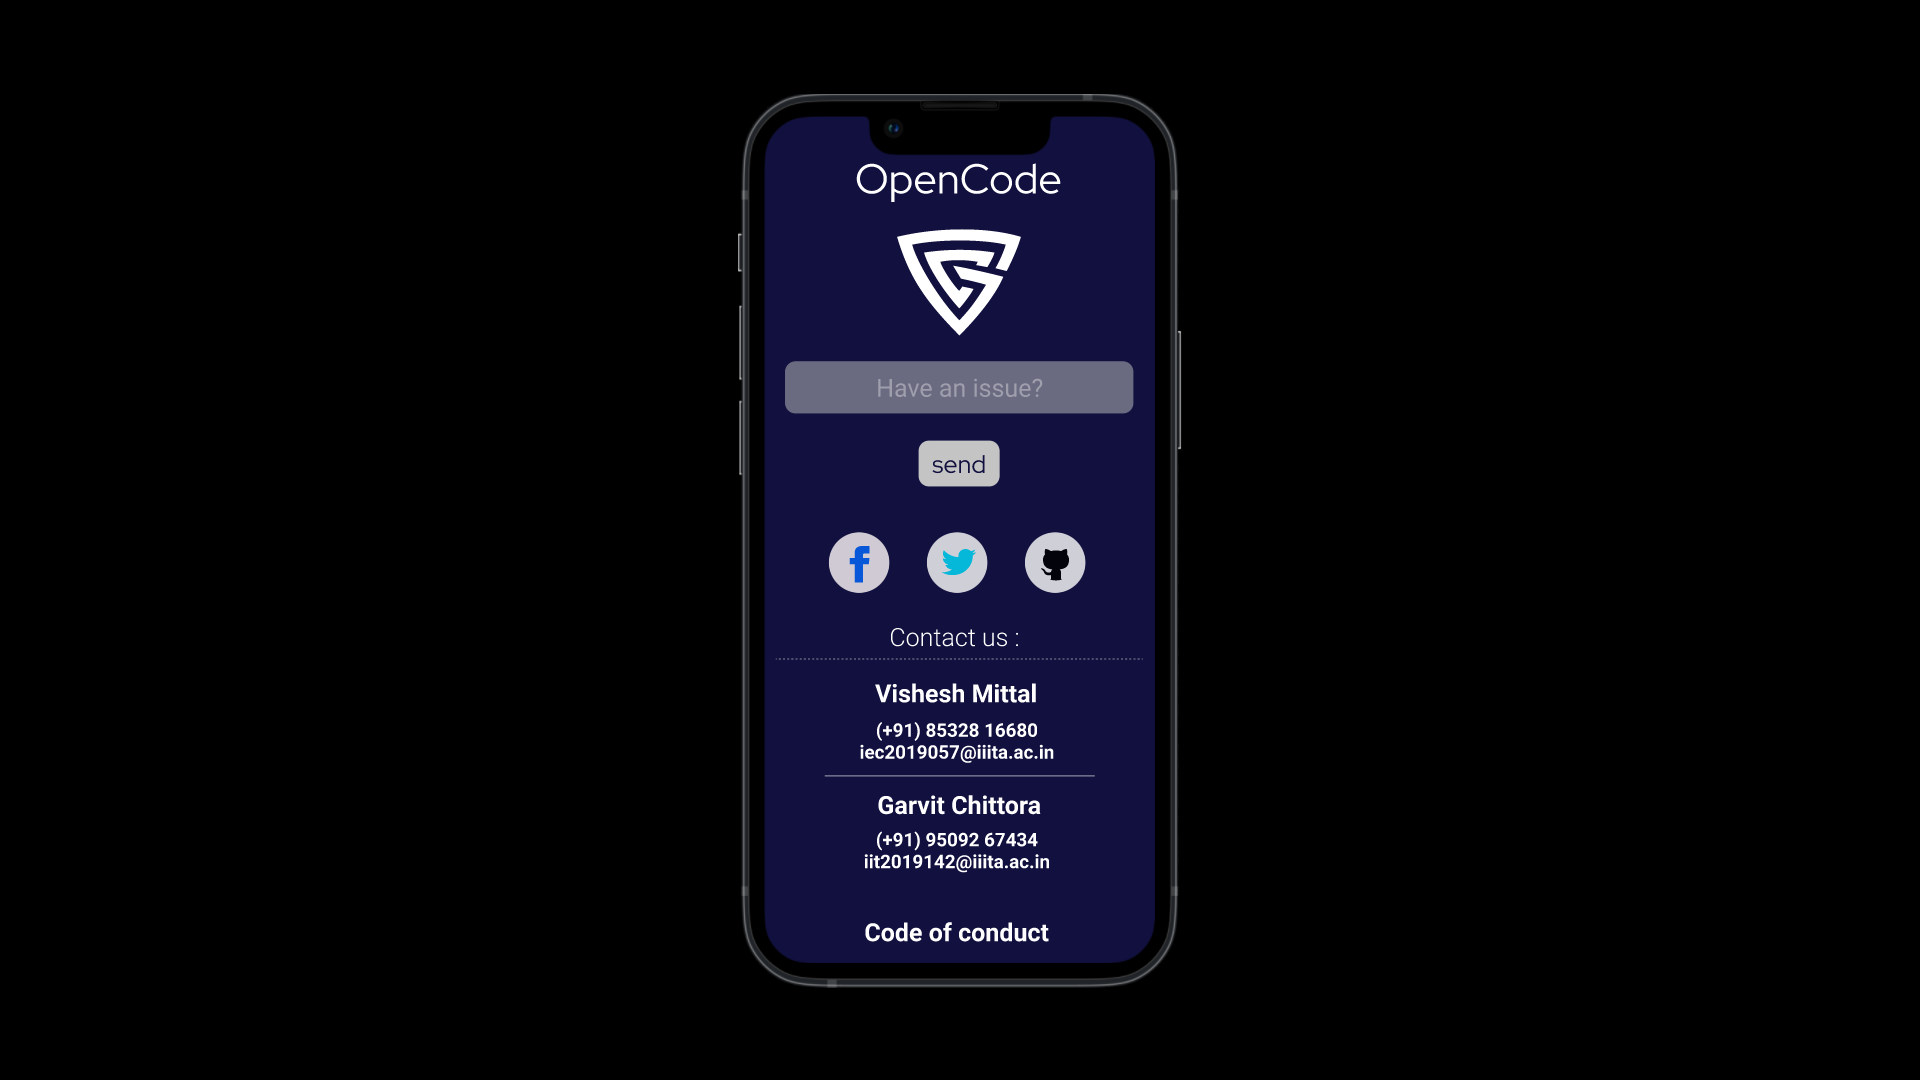 OpenCode
Have an issue?
send
Contact us :
Vishesh Mittal
(+91) 85328 16680
iec2019057@iiita.ac.in
Garvit Chittora
(+91) 95092 67434
iit2019142@iiita.ac.in
Code of conduct